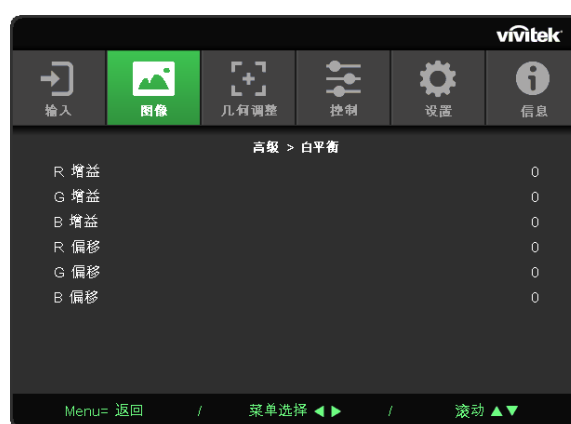 vivitek
输入 图像 几何调整 控制 设置 信息
高级 > 白平衡
R 增益 0
G 增益 0
B 增益 0
R 偏移 0
G 偏移 0
B 偏移 0
Menu= 返回 / 菜单选择 ◀ ▶ / 滚动 ▲▼